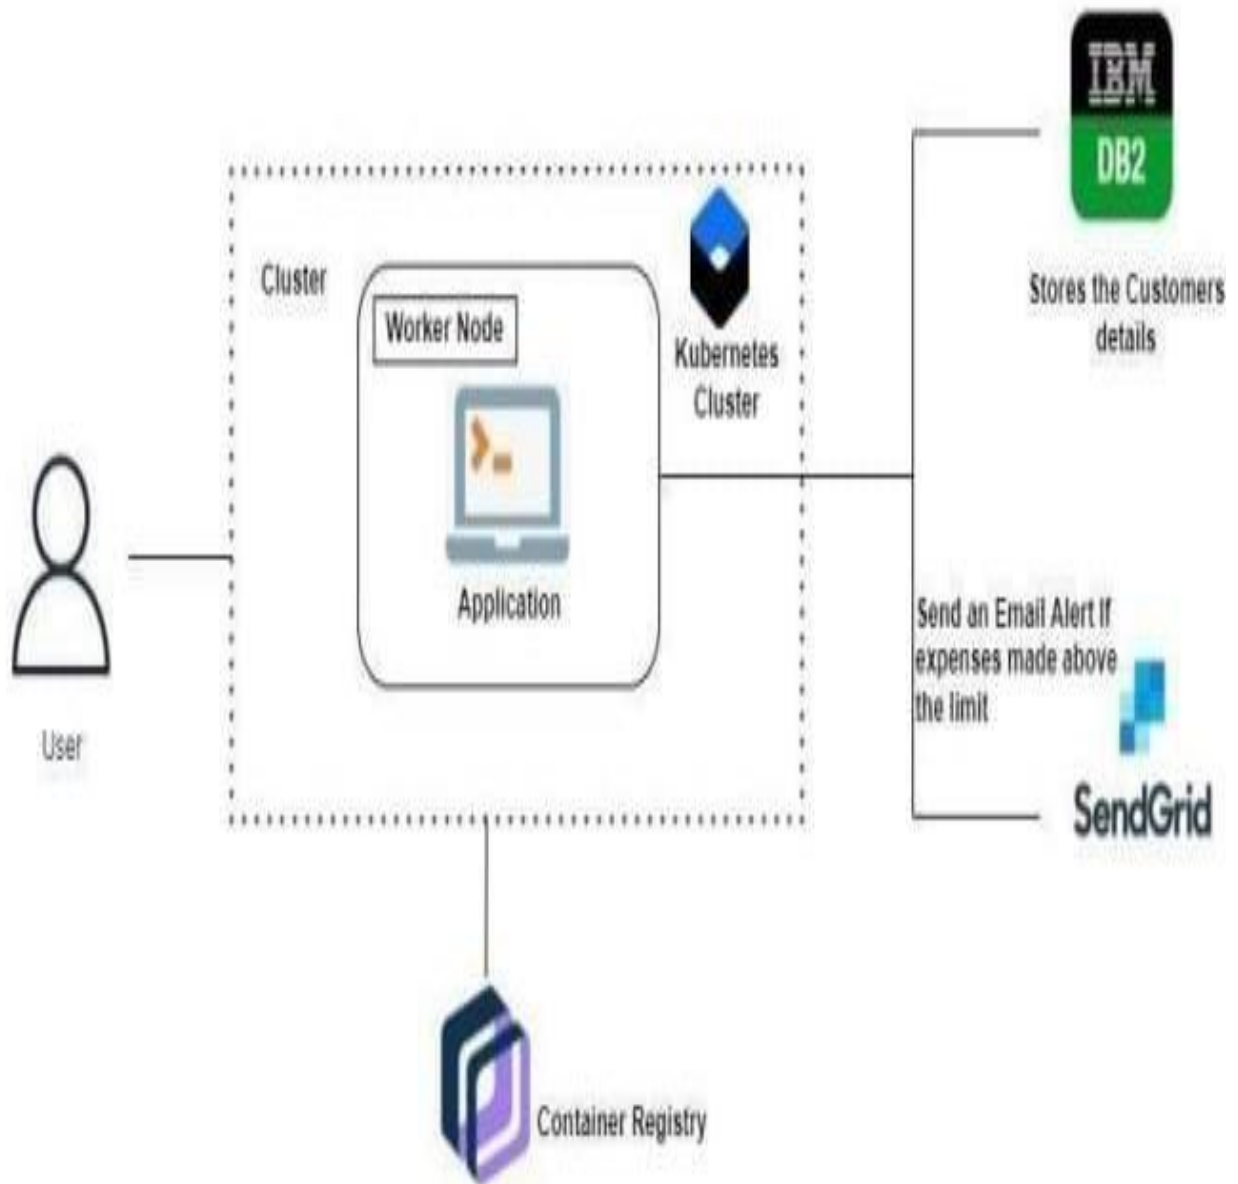 IBM
DB2
Stores the Customers
details
Cluster
Worker Node
Kubernetes
Cluster
Application
User
Send an Email Alert If
expenses made above
the limit
SendGrid
Container Registry